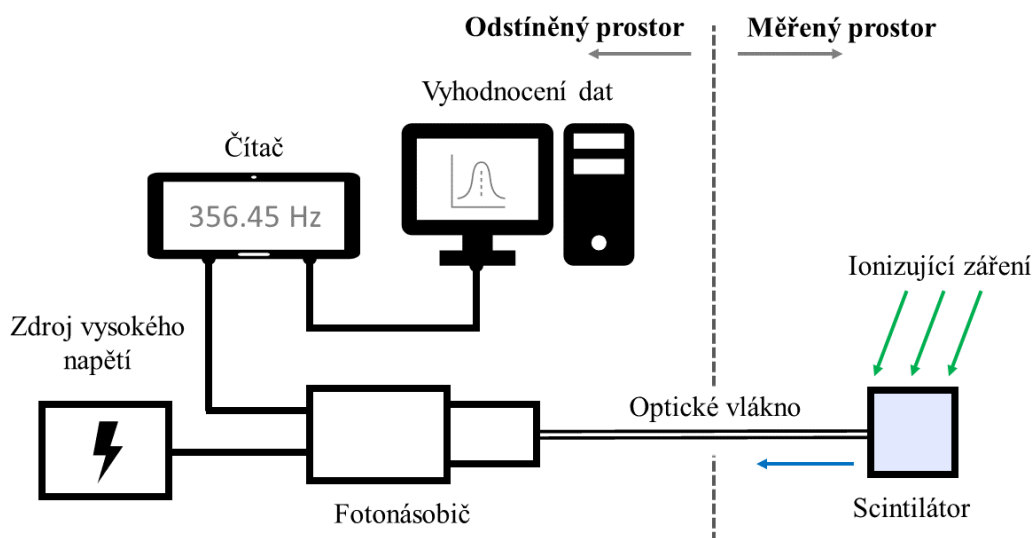 Odstíněný prostor
Měřený prostor
Vyhodnocení dat
Čítač
356.45 Hz
Ionizující záření
Zdroj vysokého
napětí
Optické vlákno
Fotonásobič
Scintilátor